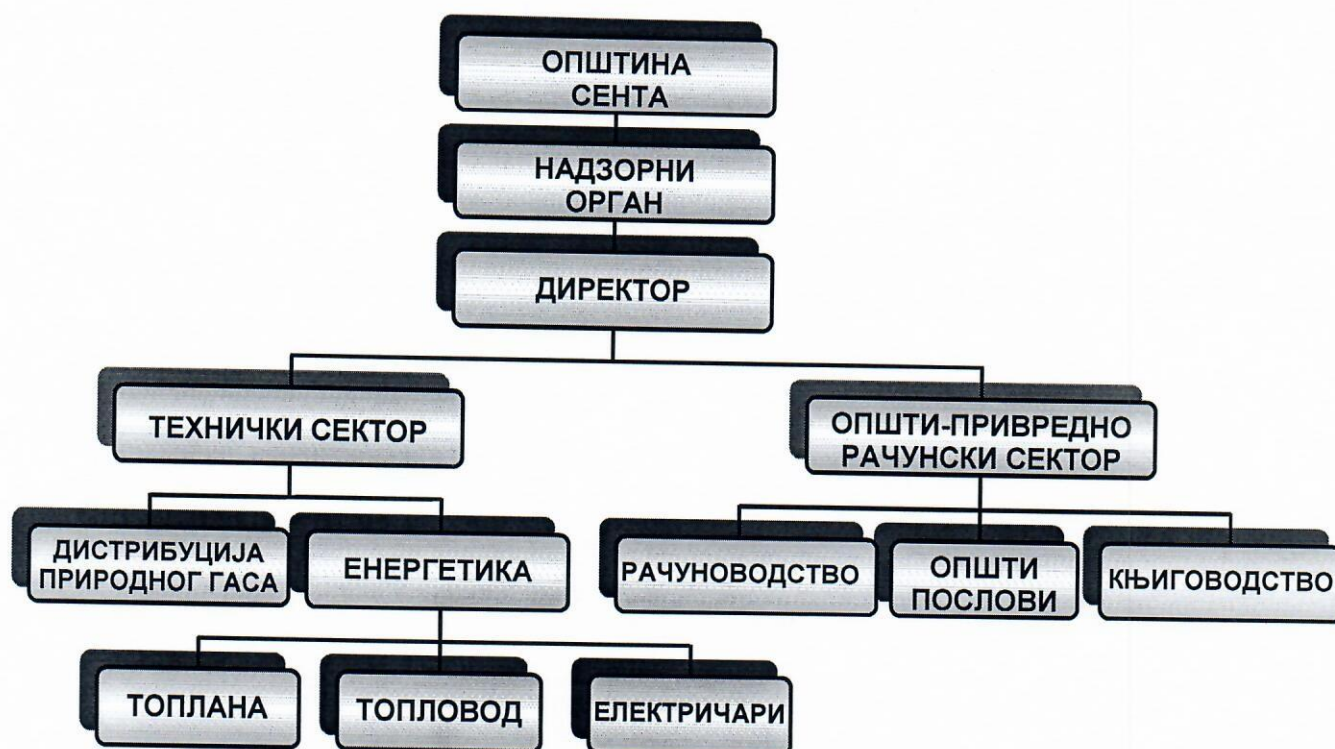 ОПШТИНА
СЕНТА
НАДЗОРНИ
ОРГАН
ДИРЕКТОР
ТЕХНИЧКИ СЕКТОР
ОПШТИ-ПРИВРЕДНО
РАЧУНСКИ СЕКТОР
ДИСТРИБУЦИЈА
ПРИРОДНОГ ГАСА
ЕНЕРГЕТИКА
РАЧУНОВОДСТВО
ОПШТИ
ПОСЛОВИ
КЊИГОВОДСТВО
ТОПЛАНА
ТОПЛОВОД
ЕЛЕКТРИЧАРИ